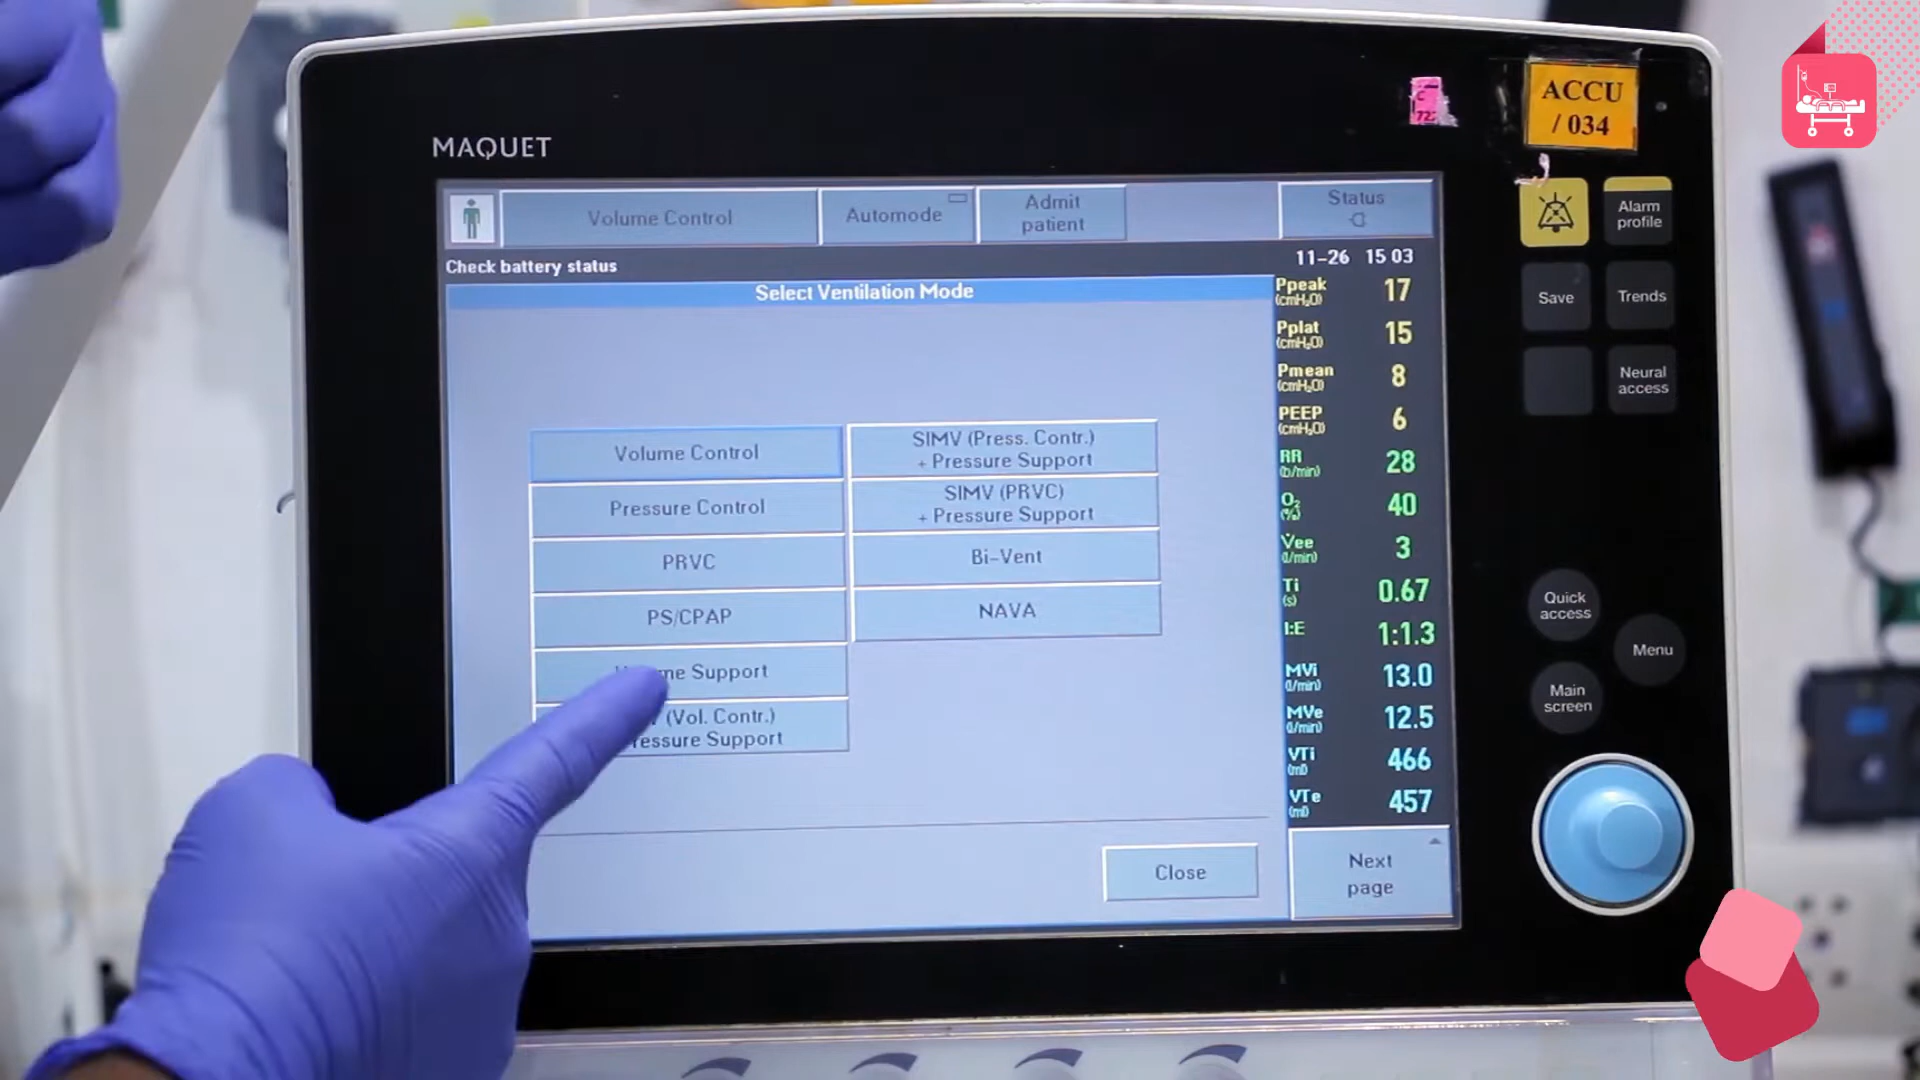 ACCU
/ 034
MAQUET
Volume Control
Automode
Admit
patient
Status
Alarm
profile
Check battery status
11-26 15 03
Select Ventilation Mode
Save
Trends
Neural
access
Volume Control
Pressure Control
PRVC
PS/CPAP
Support
(Vol. Contr.)
Support
SIMV (Press. Contr.)
+ Pressure Support
SIMV (PRVC)
+ Pressure Support
Bi-Vent
NAVA
Close
Ppeak 17
(cmH₂O)
Pplat 15
(cmH₂O)
Pmean 8
(cmH₂O)
PEEP 6
(cmH₂O)
RR 28
(b/min)
O₂ 40
(%)
V̇ee 3
(l/min)
Ti 0.67
(s)
I:E 1:1.3
MVi 13.0
(l/min)
MVe 12.5
(l/min)
VTi 466
(ml)
VTe 457
(ml)
Next
page
Quick
access
Menu
Main
screen